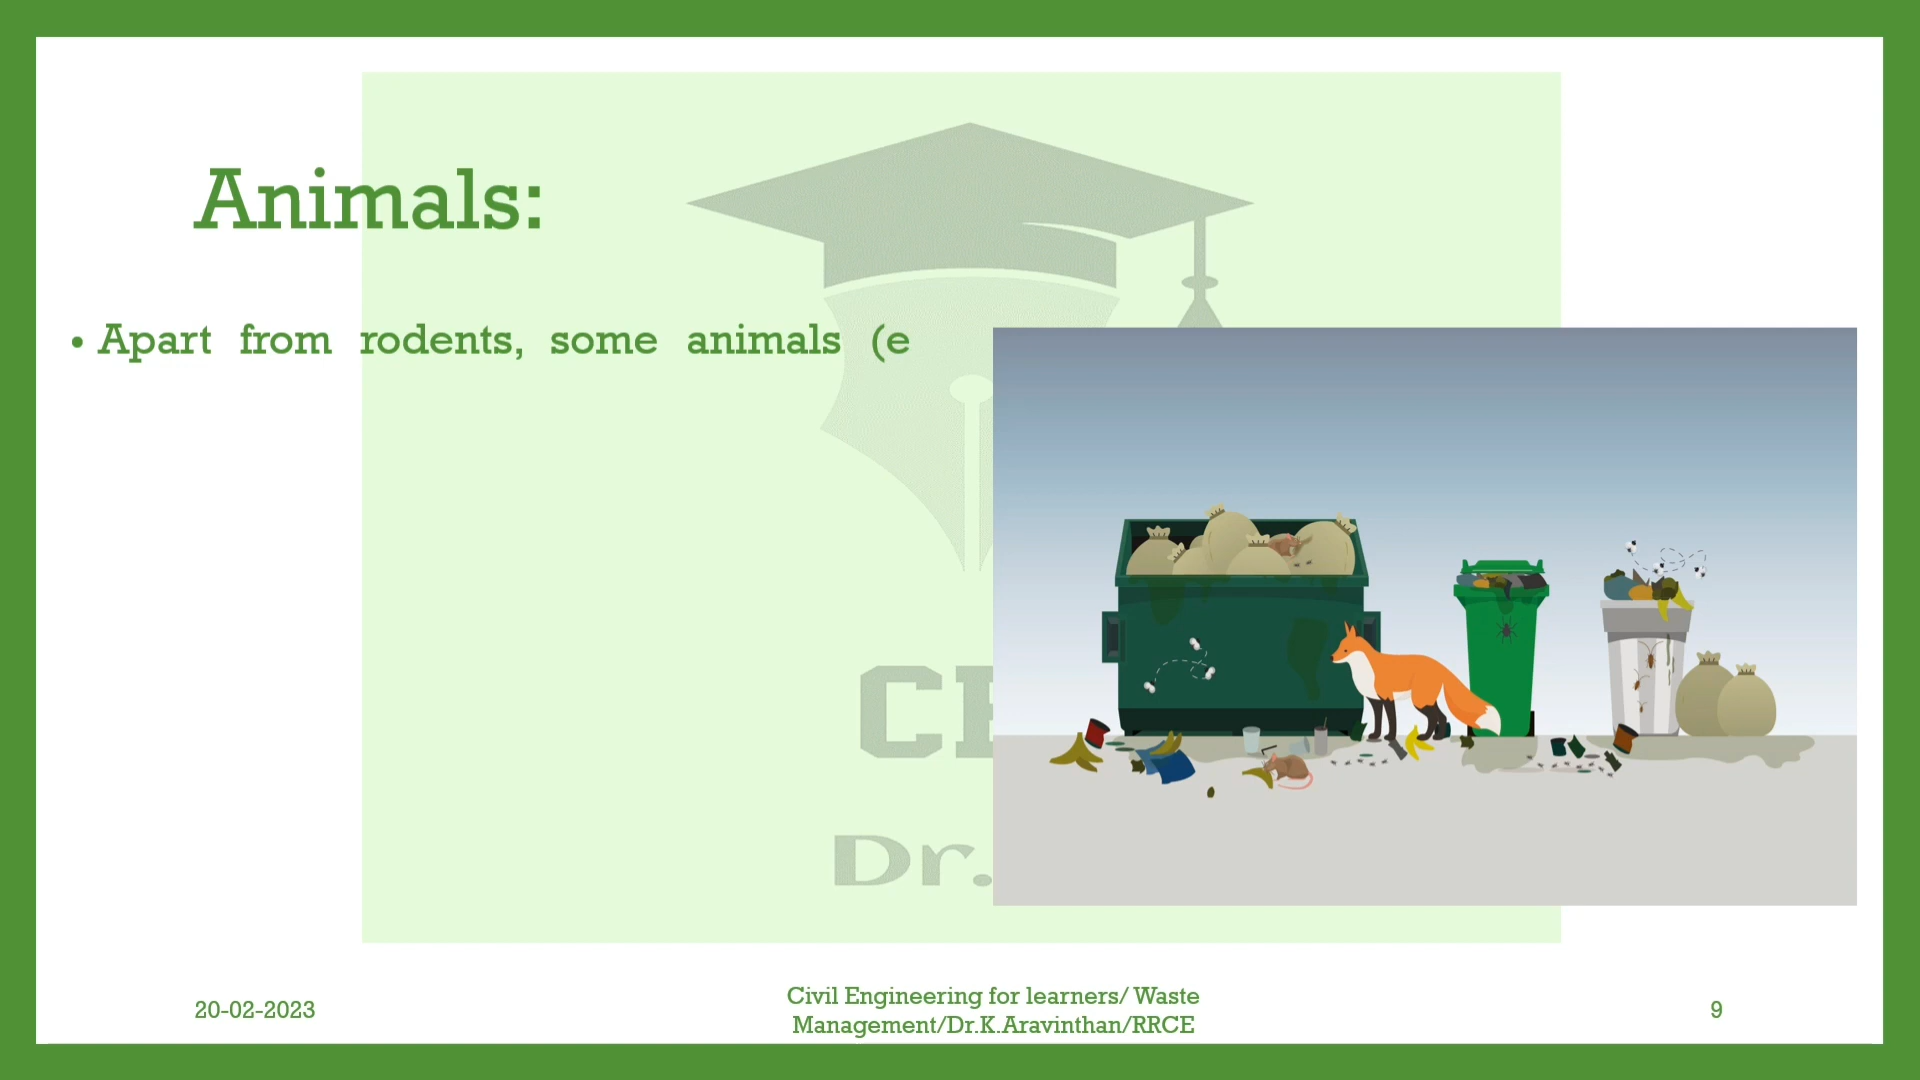 Animals:
• Apart from rodents, some animals (e
Dr.
20-02-2023
Civil Engineering for learners/ Waste
Management/Dr.K.Aravinthan/RRCE
9